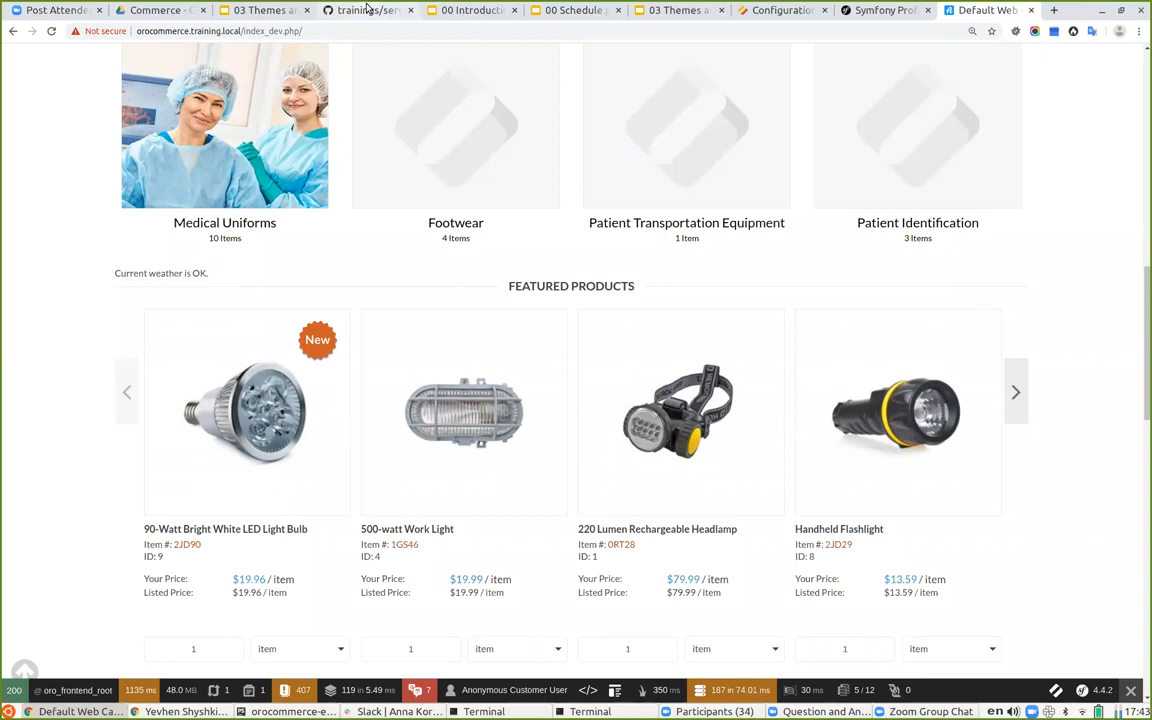 Post Attende
Commerce - G
03 Themes an
trainings/ser
00 Introducti
00 Schedule.p
03 Themes an
Configuration
Symfony Prof
Default Web C
Not secure
orocommerce.training.local/index_dev.php/
Medical Uniforms
10 Items
Footwear
4 Items
Patient Transportation Equipment
1 Item
Patient Identification
3 Items
Current weather is OK.
FEATURED PRODUCTS
New
90-Watt Bright White LED Light Bulb
Item #: 2JD90
ID: 9
Your Price: $19.96 / item
Listed Price: $19.96 / item
1 item
500-watt Work Light
Item #: 1GS46
ID: 4
Your Price: $19.99 / item
Listed Price: $19.99 / item
1 item
220 Lumen Rechargeable Headlamp
Item #: 0RT28
ID: 1
Your Price: $79.99 / item
Listed Price: $79.99 / item
1 item
Handheld Flashlight
Item #: 2JD29
ID: 8
Your Price: $13.59 / item
Listed Price: $13.59 / item
1 item
200 @ oro_frontend_root 1135 ms 48.0 MB 1 1 407 119 in 5.49 ms 7 Anonymous Customer User 350 ms 187 in 74.01 ms 30 ms 5 / 12 0 4.4.2
Default Web Ca... Yevhen Shyshki... orocommerce-e... Slack | Anna Kor... Terminal Terminal Participants (34) Question and An... Zoom Group Chat en 17:43